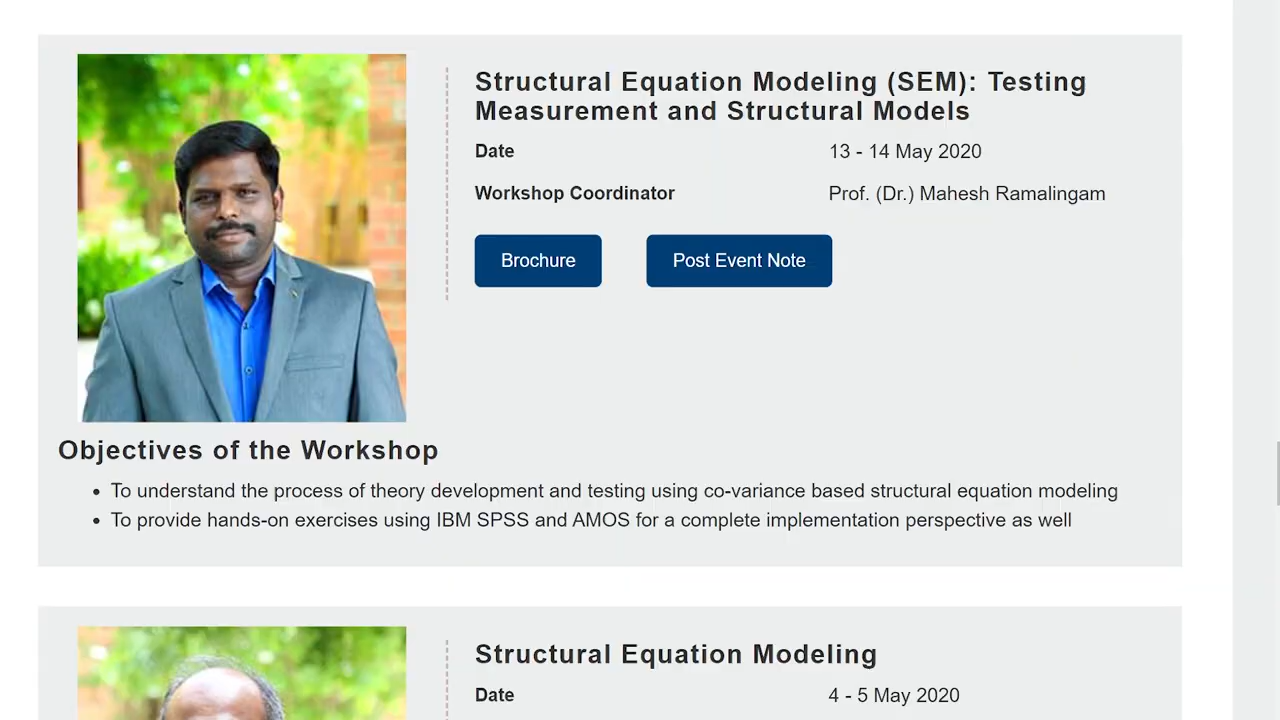 Structural Equation Modeling (SEM): Testing
Measurement and Structural Models
Date 13 - 14 May 2020
Workshop Coordinator Prof. (Dr.) Mahesh Ramalingam
Brochure Post Event Note
Objectives of the Workshop
• To understand the process of theory development and testing using co-variance based structural equation modeling
• To provide hands-on exercises using IBM SPSS and AMOS for a complete implementation perspective as well
Structural Equation Modeling
Date 4 - 5 May 2020